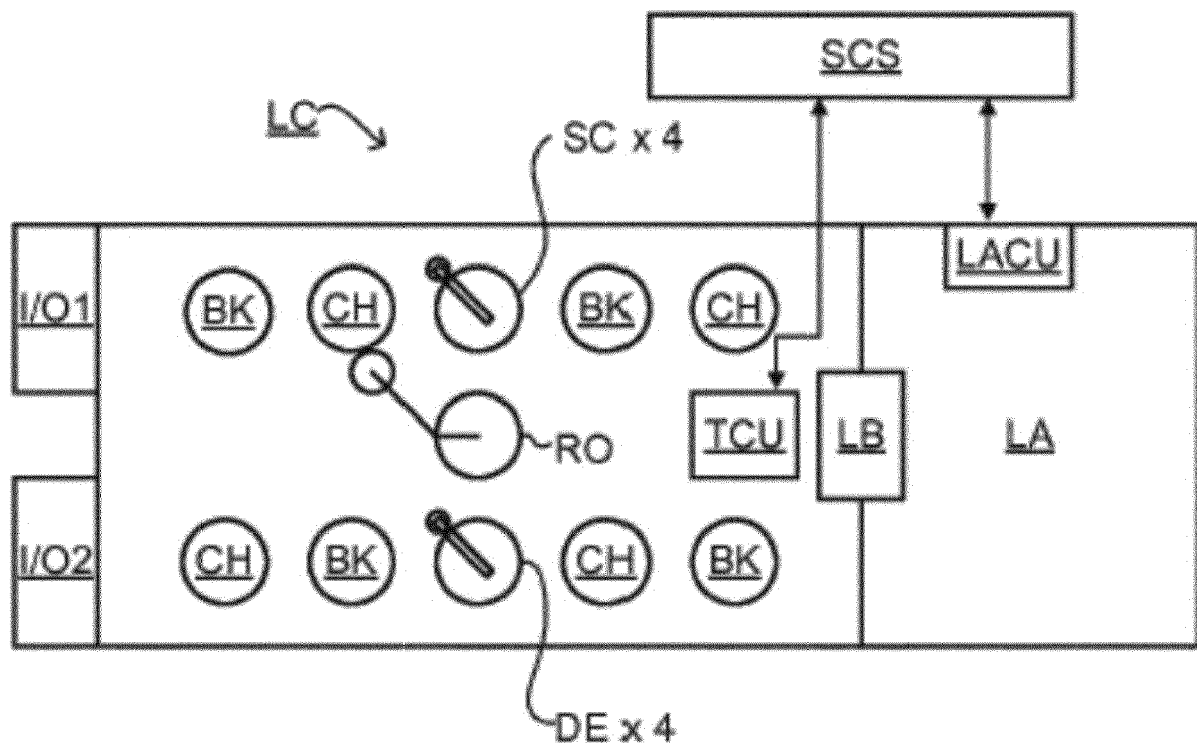 SCS
LC
SC x 4
I/O1
BK
CH
BK
CH
LACU
RO
TCU
LB
LA
I/O2
CH
BK
CH
BK
DE x 4